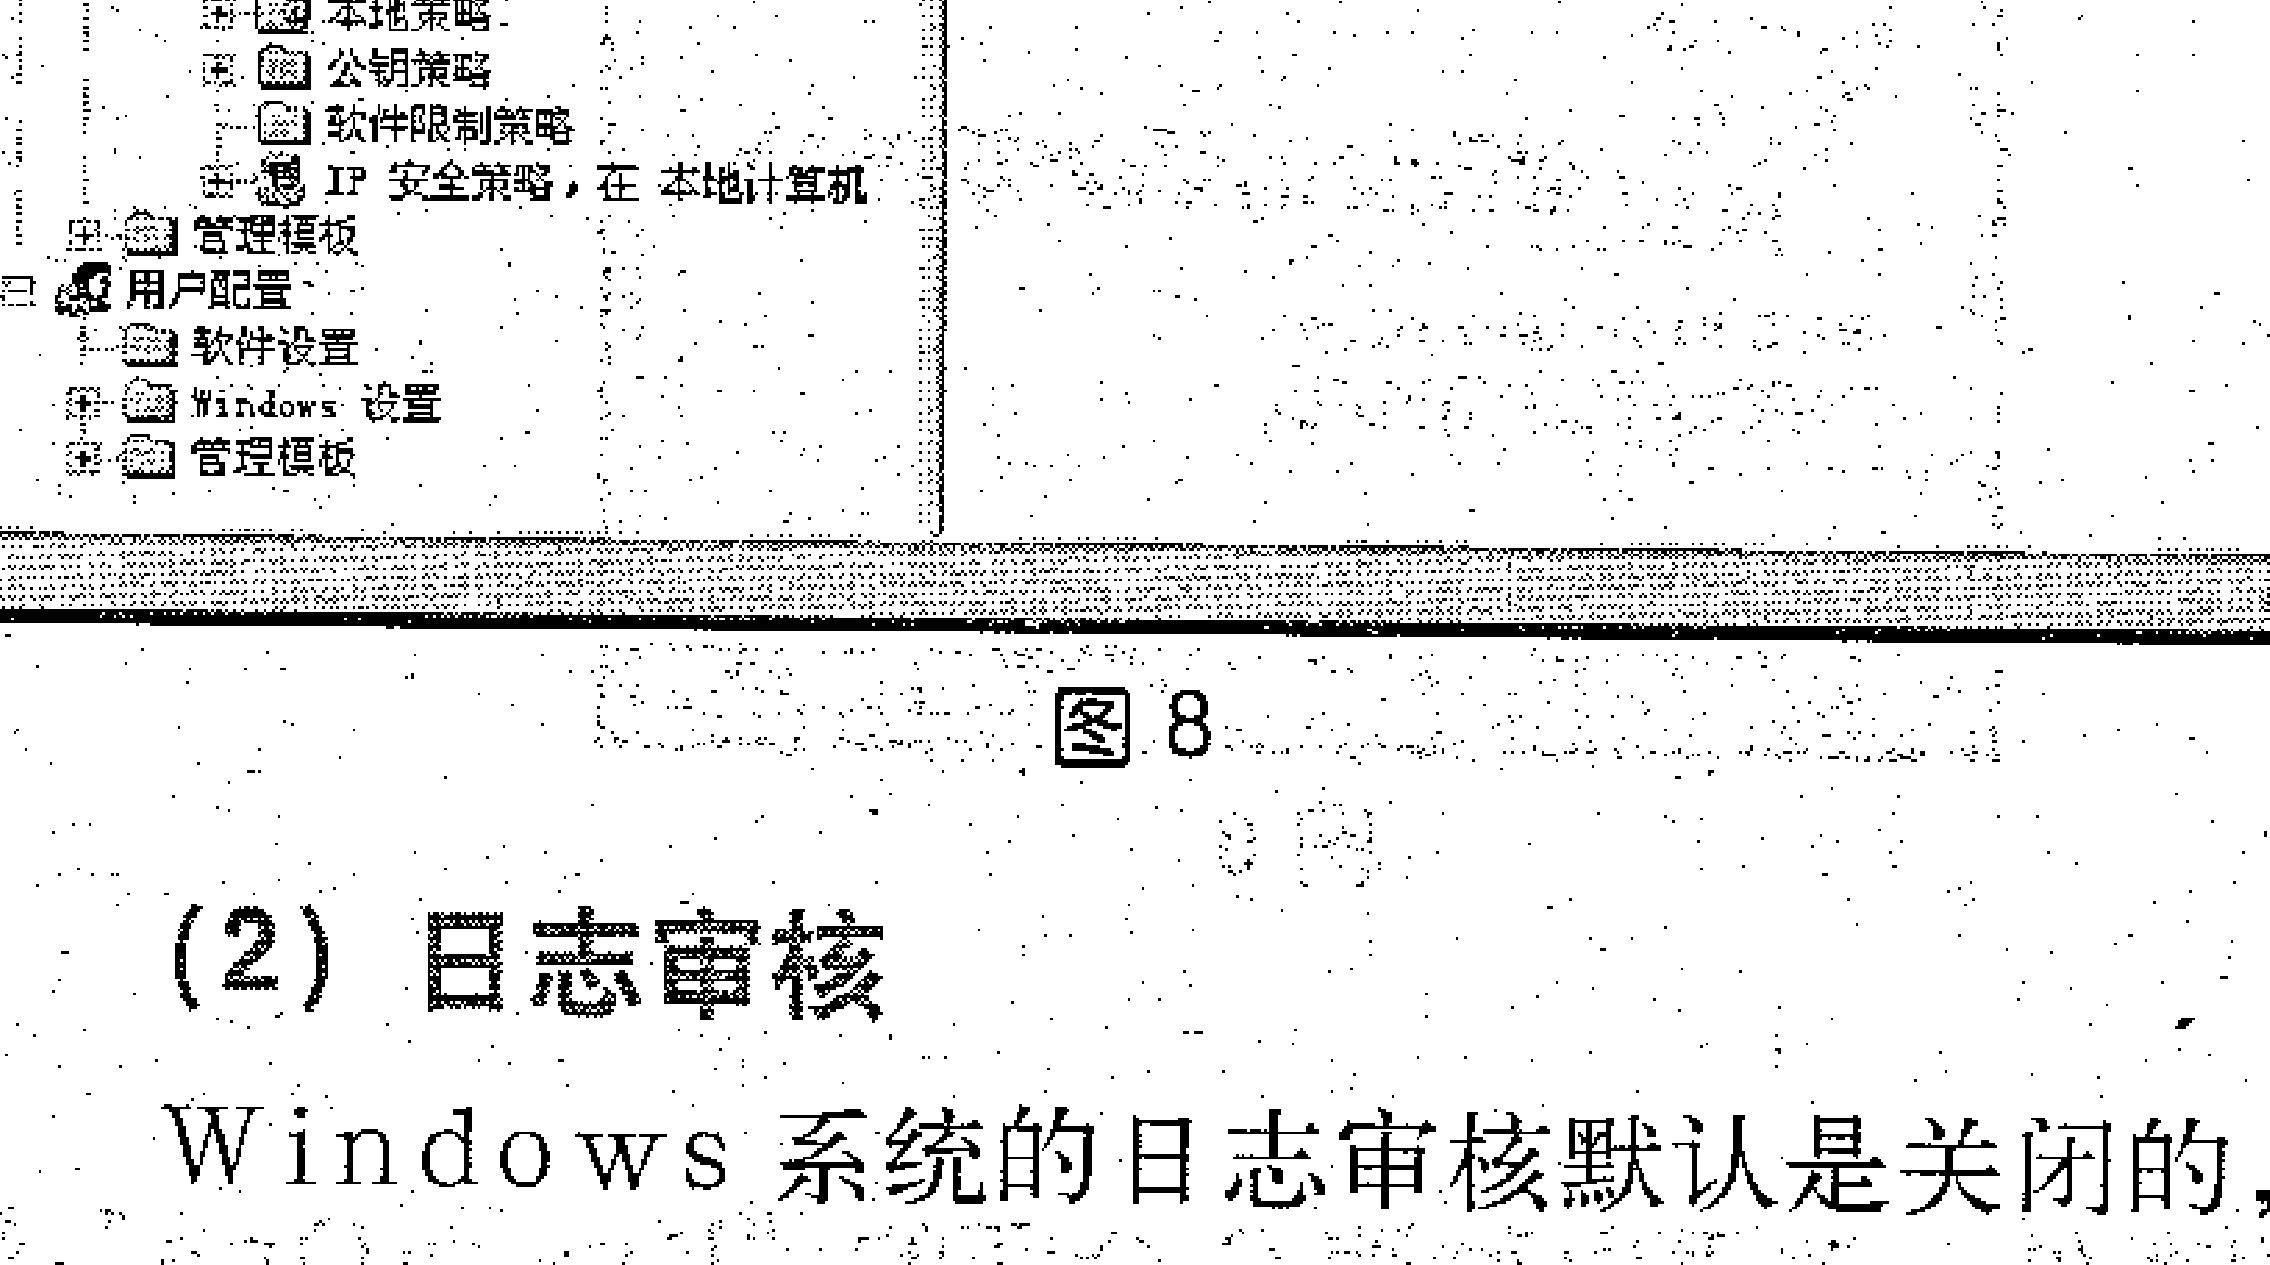 本地策略
公钥策略
软件限制策略
IP 安全策略，在 本地计算机
管理模板
用户配置
软件设置
Windows 设置
管理模板
图 8
(2) 日志审核
Windows 系统的日志审核默认是关闭的，